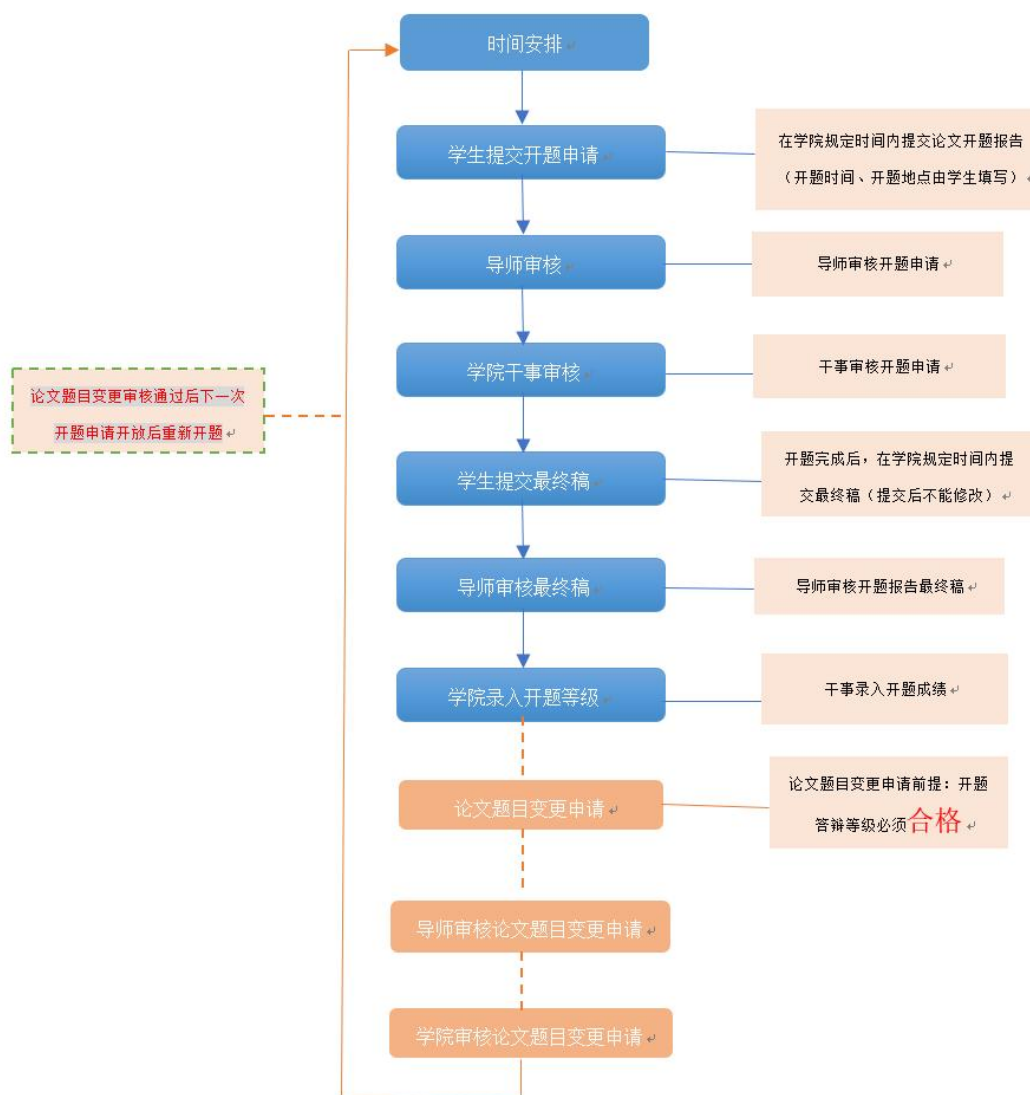 时间安排
学生提交开题申请
在学院规定时间内提交论文开题报告
(开题时间、开题地点由学生填写)
导师审核
导师审核开题申请
学院干事审核
干事审核开题申请
论文题目变更审核通过后下一次
开题申请开放后重新开题
学生提交最终稿
开题完成后，在学院规定时间内提
交最终稿(提交后不能修改)
导师审核最终稿
导师审核开题报告最终稿
学院录入开题等级
干事录入开题成绩
论文题目变更申请
论文题目变更申请前提：开题
答辩等级必须合格
导师审核论文题目变更申请
学院审核论文题目变更申请